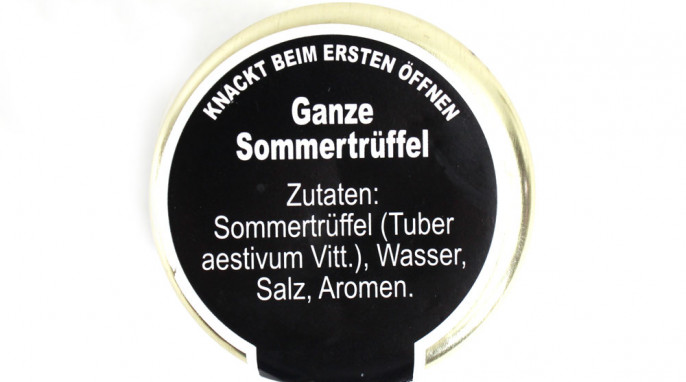 KNACKT BEIM ERSTEN ÖFFNEN
Ganze
Sommertrüffel
Zutaten:
Sommertrüffel (Tuber
aestivum Vitt.), Wasser,
Salz, Aromen.